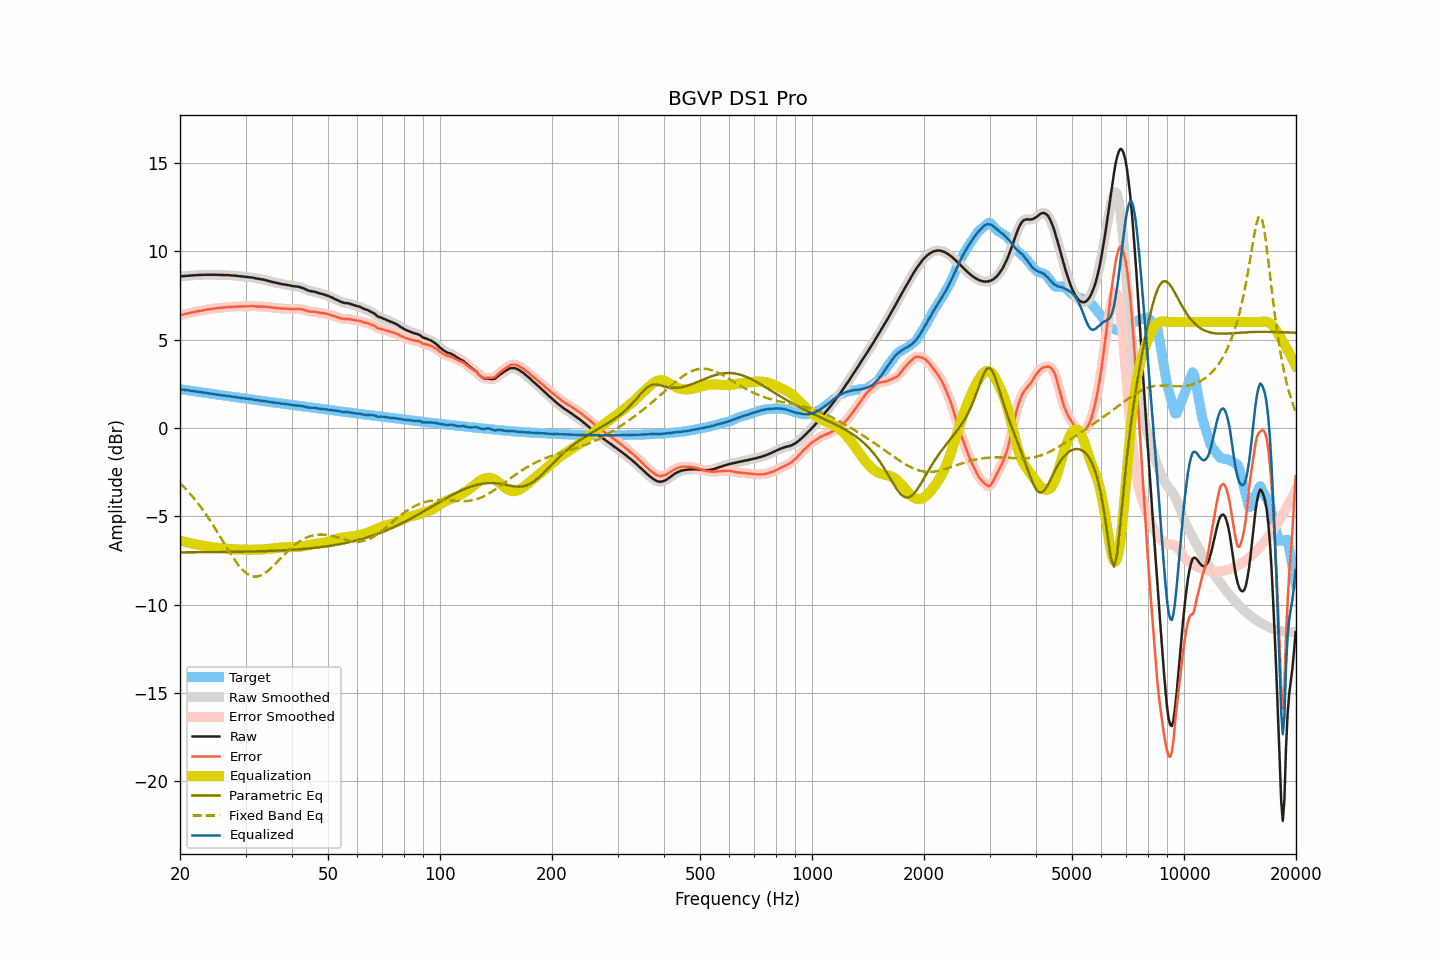 BGVP DS1 Pro
Amplitude (dBr)
15
10
5
0
−5
−10
−15
−20
Target
Raw Smoothed
Error Smoothed
Raw
Error
Equalization
Parametric Eq
Fixed Band Eq
Equalized
20 50 100 200 500 1000 2000 5000 10000 20000
Frequency (Hz)